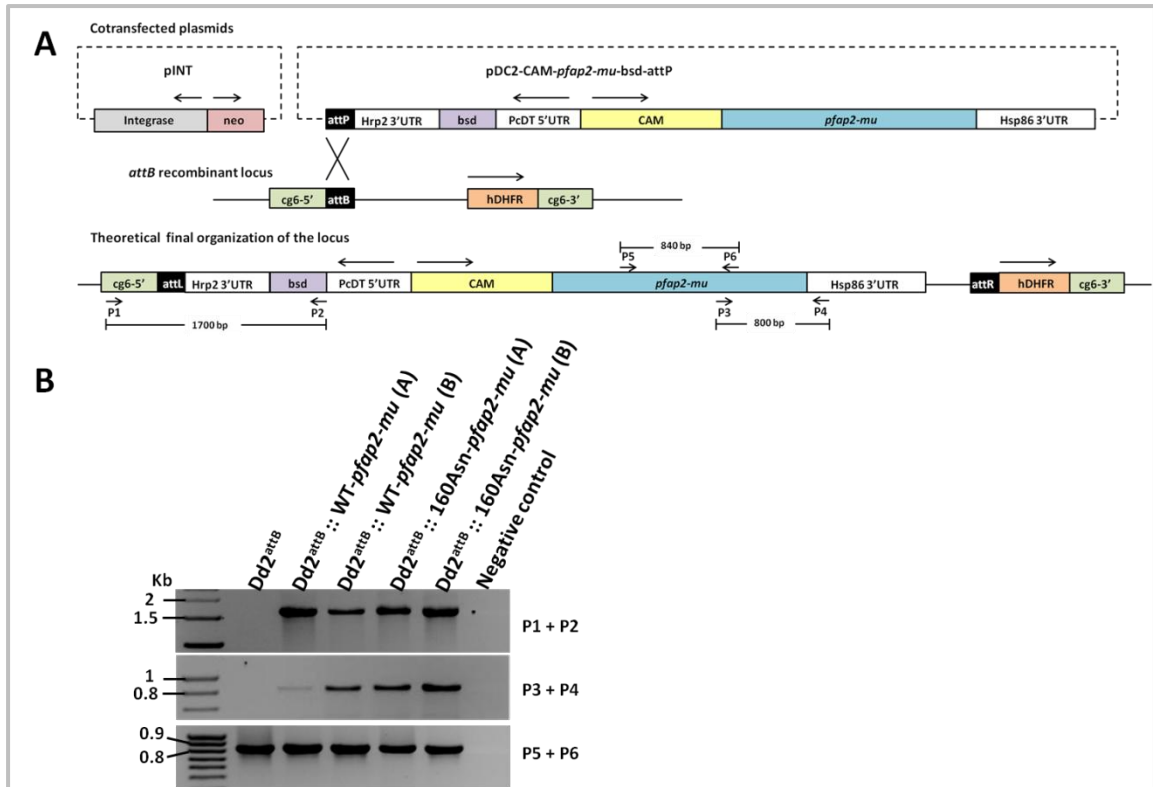 A
Cotransfected plasmids
pINT
pDC2-CAM-pfap2-mu-bsd-attP
Integrase
neo
attP
Hrp2 3'UTR
bsd
PcDT 5'UTR
CAM
pfap2-mu
Hsp86 3'UTR
attB recombinant locus
cg6-5'
attB
hDHFR
cg6-3'
Theoretical final organization of the locus
840 bp
P5
P6
cg6-5'
attL
Hrp2 3'UTR
bsd
PcDT 5'UTR
CAM
pfap2-mu
Hsp86 3'UTR
attR
hDHFR
cg6-3'
P1
P2
P3
P4
1700 bp
800 bp
B
Dd2attB
Dd2attB :: WT-pfap2-mu (A)
Dd2attB :: WT-pfap2-mu (B)
Dd2attB :: 160Asn-pfap2-mu (A)
Dd2attB :: 160Asn-pfap2-mu (B)
Negative control
Kb
2
1.5
P1 + P2
1
0.8
P3 + P4
0.9
0.8
P5 + P6